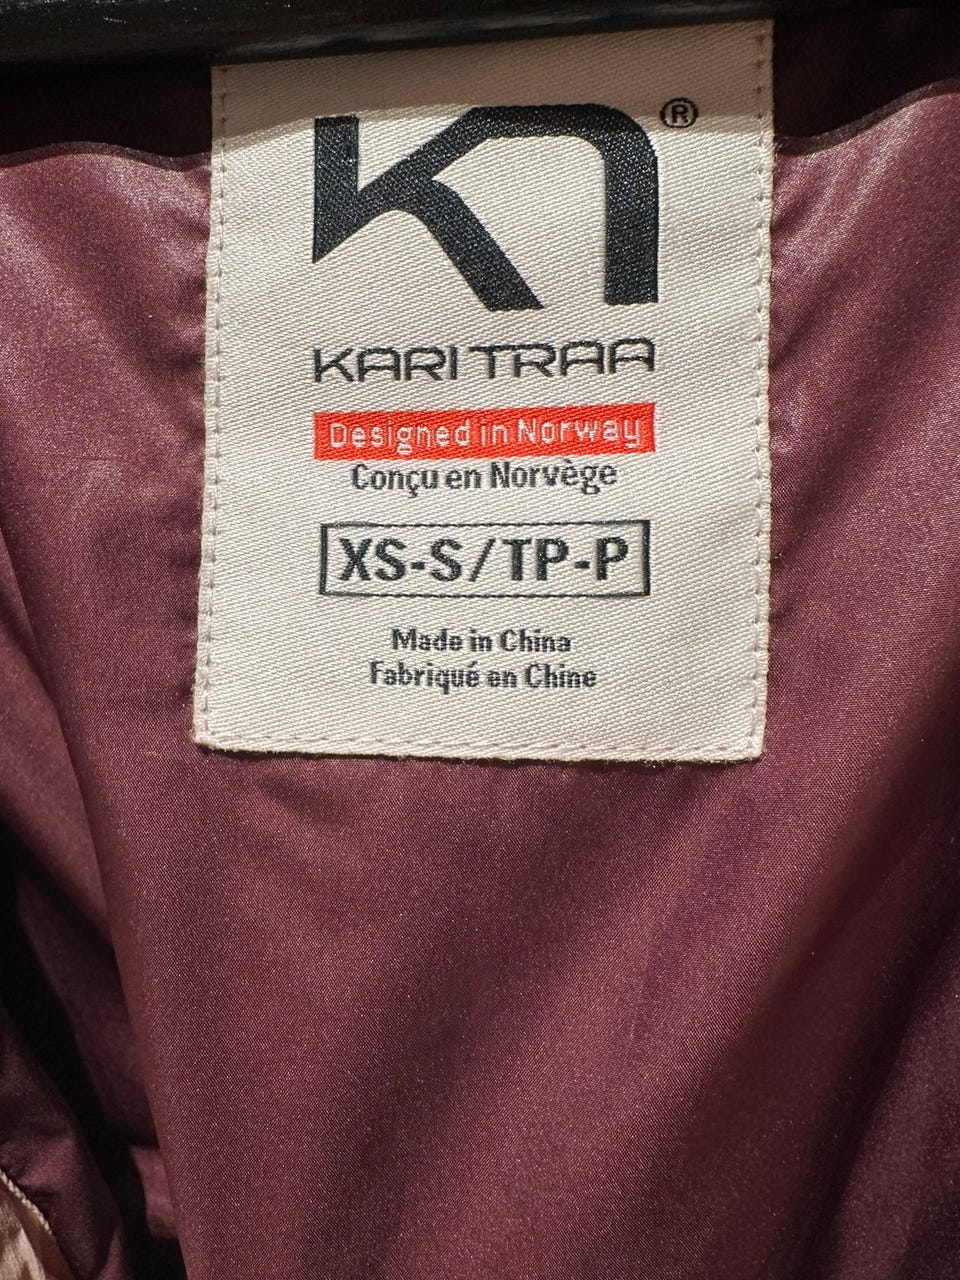 ®
KARI TRAA
Designed in Norway
Conçu en Norvège
XS-S/TP-P
Made in China
Fabriqué en Chine